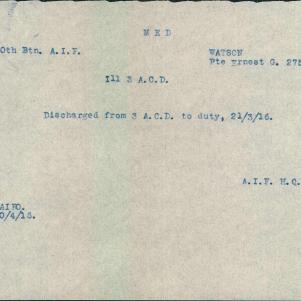 M E D
0th Btn. A.I.F. WATSON
Pte Ernest G. 275
Ill 3 A.C.D.
Discharged from 3 A.C.D. to duty, 21/3/16.
A.I.F. H.Q.
AIRO.
0/4/16.